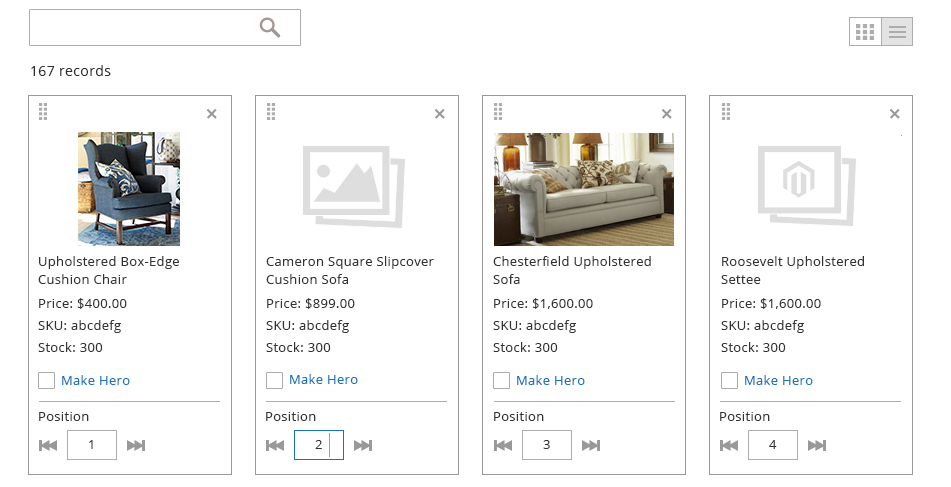 167 records
Upholstered Box-Edge
Cushion Chair
Price: $400.00
SKU: abcdefg
Stock: 300
Make Hero
Position
1
Cameron Square Slipcover
Cushion Sofa
Price: $899.00
SKU: abcdefg
Stock: 300
Make Hero
Position
2
Chesterfield Upholstered
Sofa
Price: $1,600.00
SKU: abcdefg
Stock: 300
Make Hero
Position
3
Roosevelt Upholstered
Settee
Price: $1,600.00
SKU: abcdefg
Stock: 300
Make Hero
Position
4